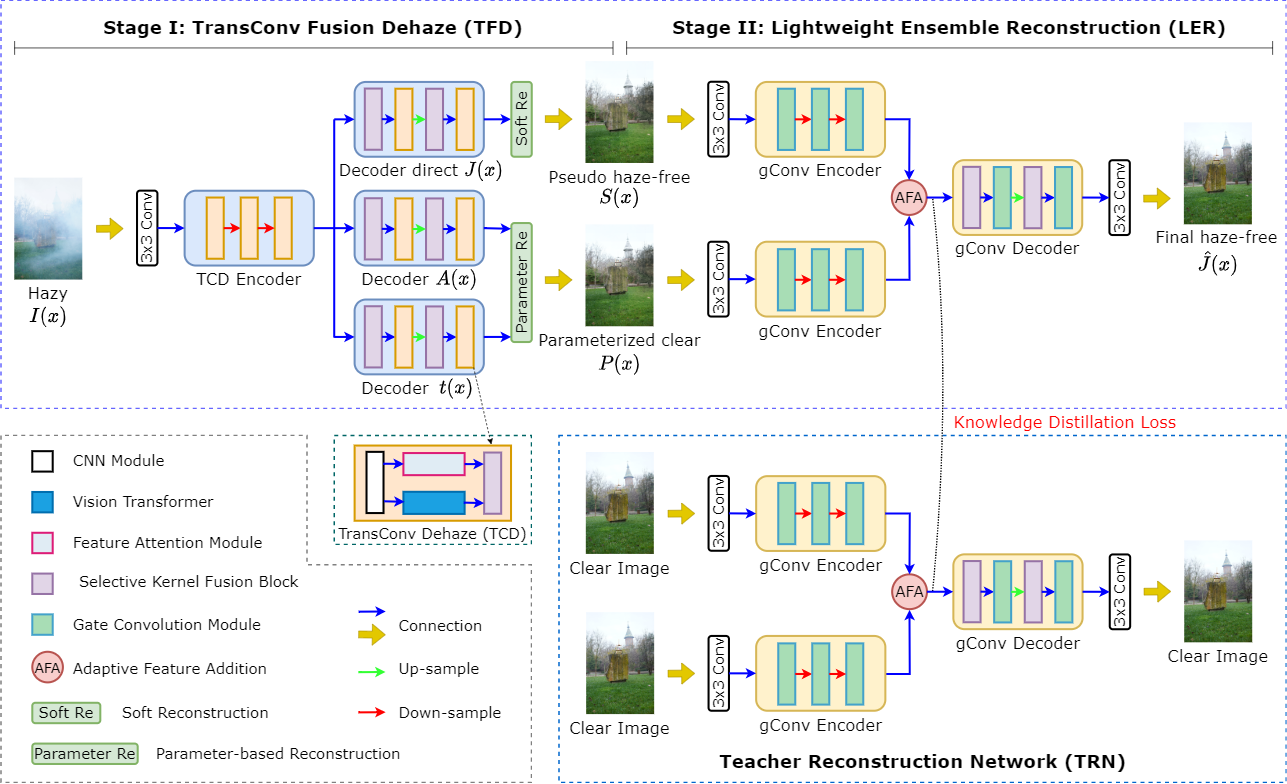 Stage I: TransConv Fusion Dehaze (TFD)
Stage II: Lightweight Ensemble Reconstruction (LER)
Hazy
I(x)
3x3 Conv
TCD Encoder
Decoder direct J(x)
Decoder A(x)
Decoder t(x)
Soft Re
Parameter Re
Pseudo haze-free
S(x)
Parameterized clear
P(x)
3x3 Conv
gConv Encoder
3x3 Conv
gConv Encoder
AFA
gConv Decoder
3x3 Conv
Final haze-free
Ĵ(x)
Knowledge Distillation Loss
TransConv Dehaze (TCD)
CNN Module
Vision Transformer
Feature Attention Module
Selective Kernel Fusion Block
Gate Convolution Module
AFA Adaptive Feature Addition
Soft Re Soft Reconstruction
Parameter Re Parameter-based Reconstruction
Connection
Up-sample
Down-sample
Clear Image
3x3 Conv
gConv Encoder
Clear Image
3x3 Conv
gConv Encoder
AFA
gConv Decoder
3x3 Conv
Clear Image
Teacher Reconstruction Network (TRN)